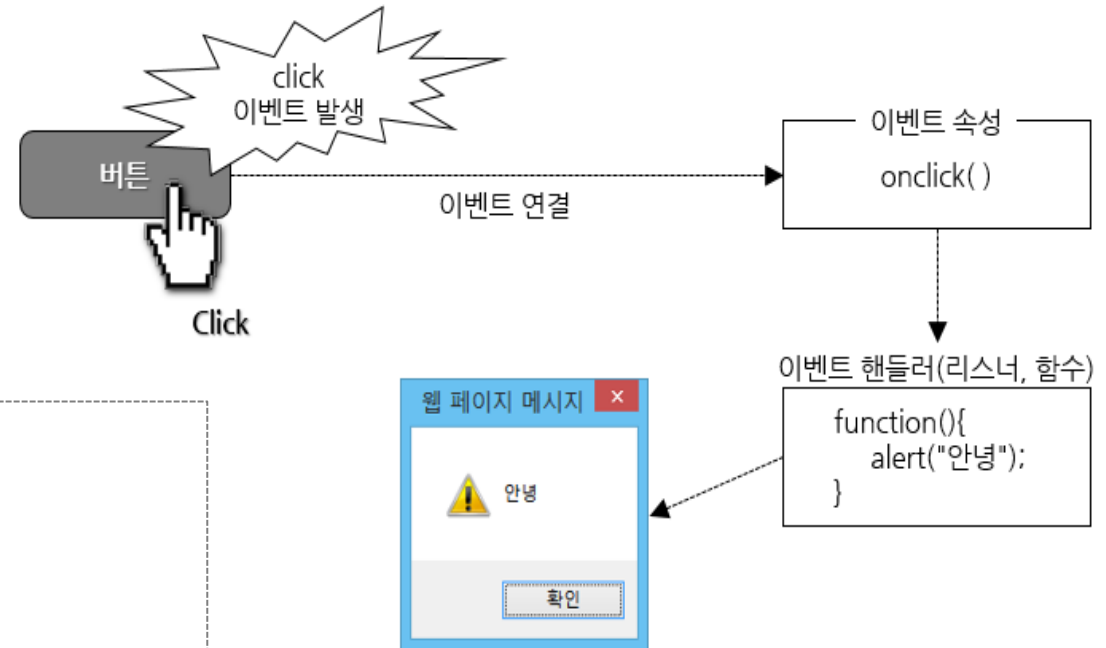 click
이벤트 발생
버튼
Click
이벤트 연결
이벤트 속성
onclick( )
이벤트 핸들러(리스너, 함수)
function(){
alert("안녕");
}
웹 페이지 메시지
x
안녕
확인